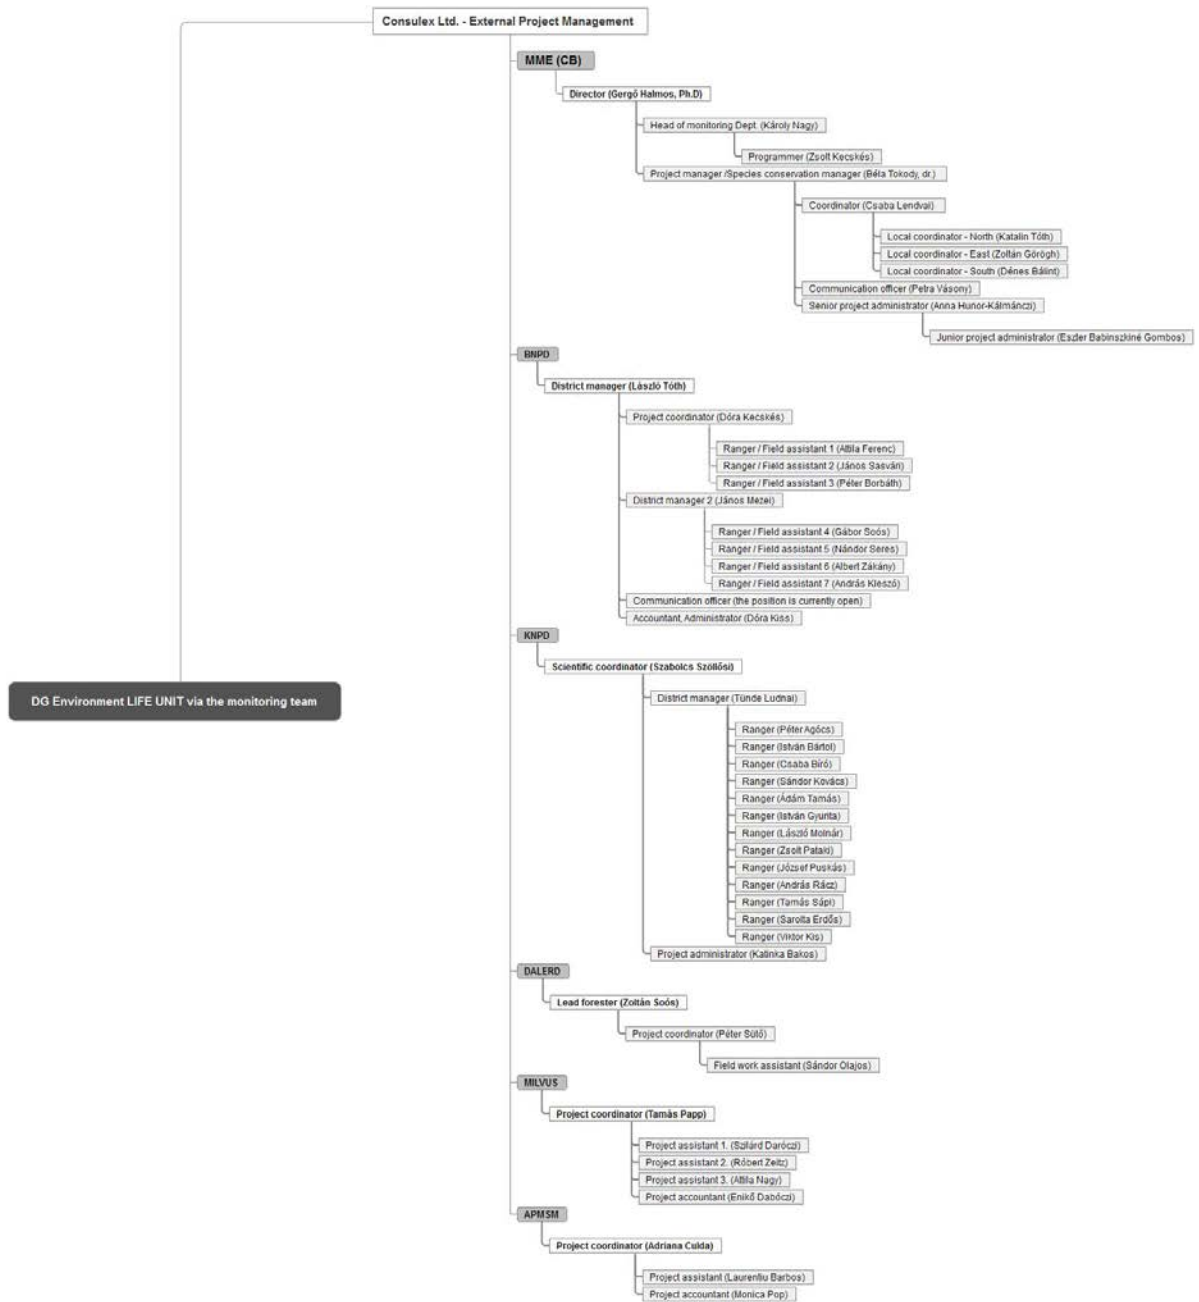 Consulex Ltd. - External Project Management
MME (CB)
Director (Gergő Halmos, Ph.D)
Head of monitoring Dept. (Károly Nagy)
Programmer (Zsolt Kecskés)
Project manager /Species conservation manager (Béla Tokody, dr.)
Coordinator (Csaba Lendvai)
Local coordinator - North (Katalin Tóth)
Local coordinator - East (Zoltán Görögh)
Local coordinator - South (Dénes Bálint)
Communication officer (Petra Vásony)
Senior project administrator (Anna Hunor-Kálmánczi)
Junior project administrator (Eszter Babinszkiné Gombos)
BNPD
District manager (László Tóth)
Project coordinator (Dóra Kecskés)
Ranger / Field assistant 1 (Attila Ferenc)
Ranger / Field assistant 2 (János Sasvári)
Ranger / Field assistant 3 (Péter Borbáth)
District manager 2 (János Mezei)
Ranger / Field assistant 4 (Gábor Soós)
Ranger / Field assistant 5 (Nándor Seres)
Ranger / Field assistant 6 (Albert Zákány)
Ranger / Field assistant 7 (András Kleszó)
Communication officer (the position is currently open)
Accountant, Administrator (Dóra Kiss)
KNPD
Scientific coordinator (Szabolcs Szöllősi)
DG Environment LIFE UNIT via the monitoring team
District manager (Tünde Ludnai)
Ranger (Péter Agócs)
Ranger (István Bártol)
Ranger (Csaba Bíró)
Ranger (Sándor Kovács)
Ranger (Ádám Tamás)
Ranger (István Gyurita)
Ranger (László Molnár)
Ranger (Zsolt Pataki)
Ranger (József Puskás)
Ranger (András Rácz)
Ranger (Tamás Sápi)
Ranger (Sarolta Erdős)
Ranger (Viktor Kis)
Project administrator (Katinka Bakos)
DALERD
Lead forester (Zoltán Soós)
Project coordinator (Péter Sütő)
Field work assistant (Sándor Olajos)
MILVUS
Project coordinator (Tamás Papp)
Project assistant 1. (Szilárd Daróczi)
Project assistant 2. (Róbert Zeitz)
Project assistant 3. (Attila Nagy)
Project accountant (Enikő Dabóczi)
APMSM
Project coordinator (Adriana Cuida)
Project assistant (Laurentiu Barbos)
Project accountant (Monica Pop)